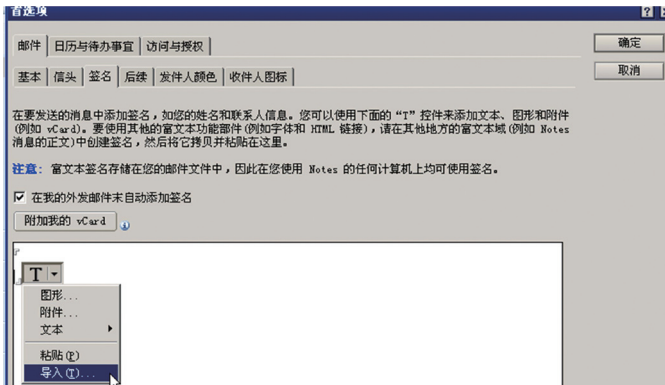 首选项
邮件 日历与待办事宜 访问与授权
确定
基本 信头 签名 后续 发件人颜色 收件人图标
取消
在要发送的消息中添加签名,如您的姓名和联系人信息。您可以使用下面的“T”控件来添加文本、图形和附件
(例如 vCard)。要使用其他的富文本功能部件(例如字体和 HTML 链接),请在其他地方的富文本域(例如 Notes
消息的正文)中创建签名,然后将它拷贝并粘贴在这里。
注意: 富文本签名存储在您的邮件文件中,因此在您使用 Notes 的任何计算机上均可使用签名。
在我的外发邮件末自动添加签名
附加我的 vCard
T
图形...
附件...
文本
粘贴(P)
导入(I)...